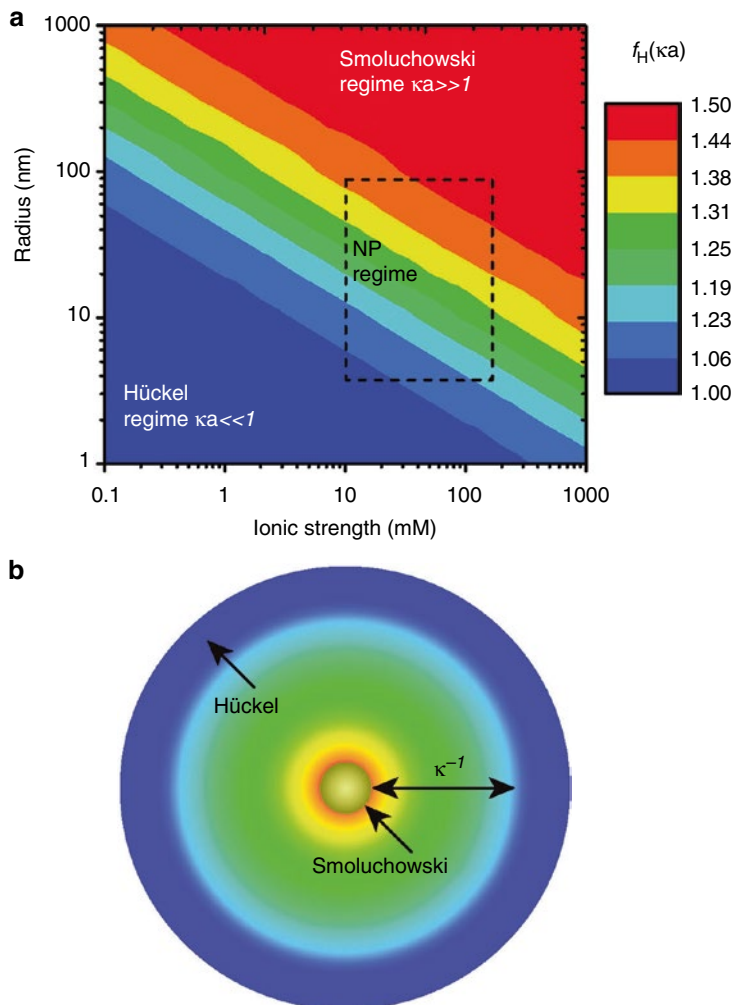 a
Smoluchowski
regime κa>>1
NP
regime
Hückel
regime κa<<1
Radius (nm)
1000
100
10
1
0.1
1
10
100
1000
Ionic strength (mM)
f_H(κa)
1.50
1.44
1.38
1.31
1.25
1.19
1.23
1.06
1.00
b
Hückel
κ⁻¹
Smoluchowski